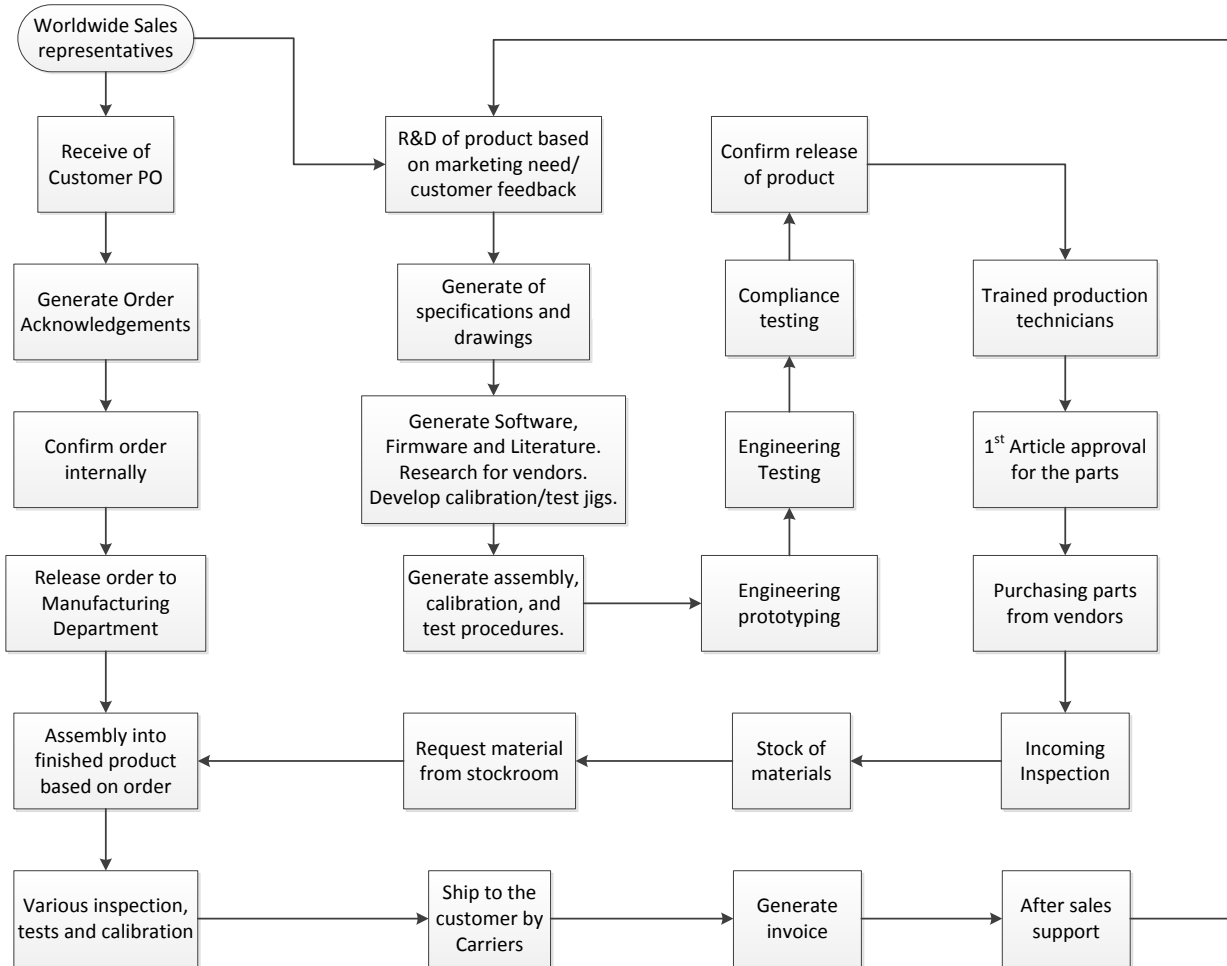 Worldwide Sales
representatives
Receive of
Customer PO
Generate Order
Acknowledgements
Confirm order
internally
Release order to
Manufacturing
Department
Assembly into
finished product
based on order
Various inspection,
tests and calibration
R&D of product based
on marketing need/
customer feedback
Generate of
specifications and
drawings
Generate Software,
Firmware and Literature.
Research for vendors.
Develop calibration/test jigs.
Generate assembly,
calibration, and
test procedures.
Engineering
prototyping
Engineering
Testing
Compliance
testing
Confirm release
of product
Trained production
technicians
1st Article approval
for the parts
Purchasing parts
from vendors
Incoming
Inspection
Stock of
materials
Request material
from stockroom
Ship to the
customer by
Carriers
Generate
invoice
After sales
support